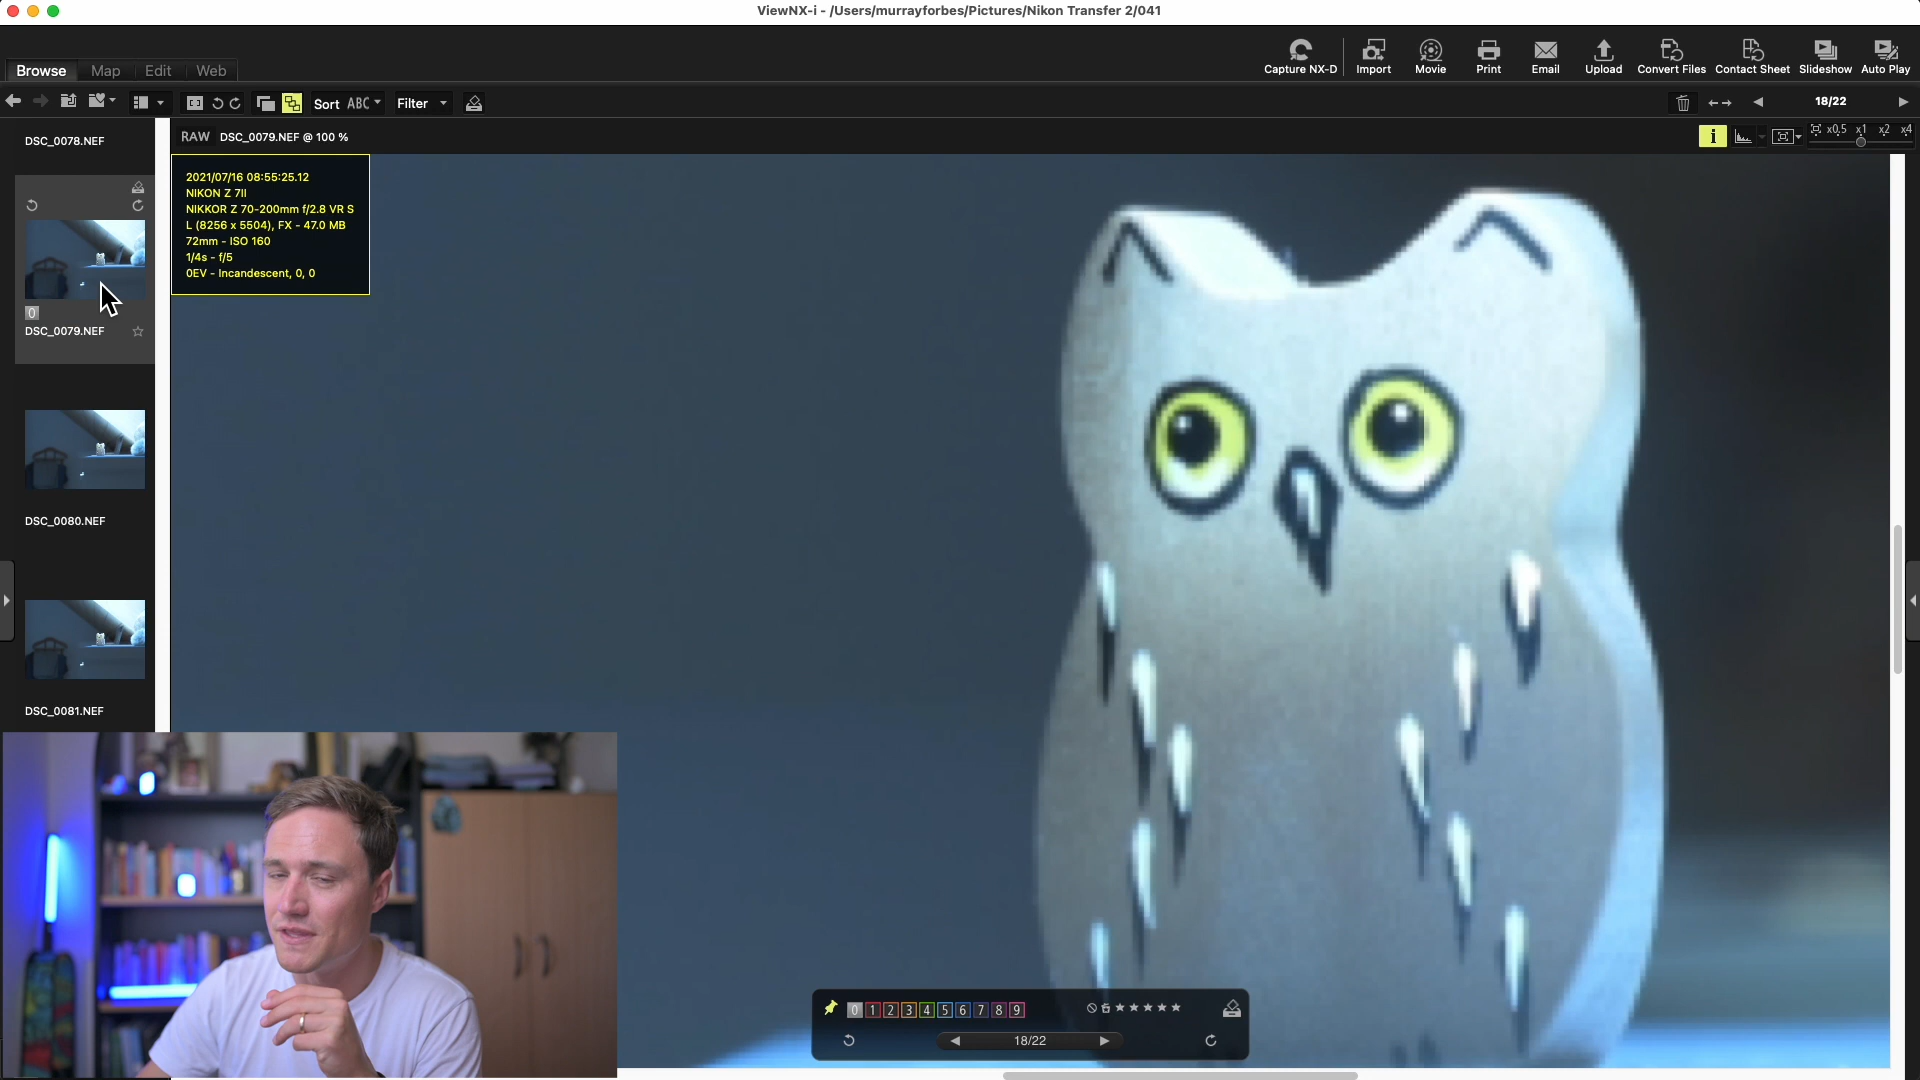 ViewNX-i - /Users/murrayforbes/Pictures/Nikon Transfer 2/041
Browse Map Edit Web
Capture NX-D Import Movie Print Email Upload Convert Files Contact Sheet Slideshow Auto Play
Sort ABC Filter 18/22
RAW DSC_0079.NEF @ 100 %
i x0,5 x1 x2 x4
DSC_0078.NEF
0
DSC_0079.NEF
DSC_0080.NEF
DSC_0081.NEF
2021/07/16 08:55:25.12
NIKON Z 7II
NIKKOR Z 70-200mm f/2.8 VR S
L (8256 x 5504), FX - 47.0 MB
72mm - ISO 160
1/4s - f/5
0EV - Incandescent, 0, 0
0 1 2 3 4 5 6 7 8 9
18/22